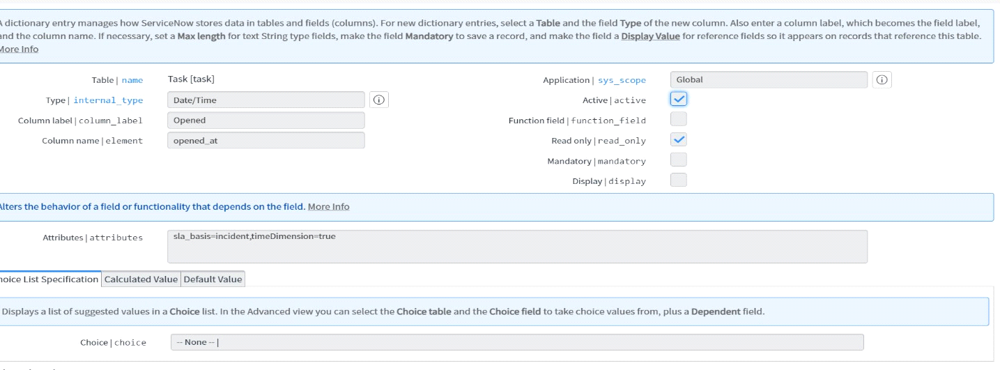 A dictionary entry manages how ServiceNow stores data in tables and fields (columns). For new dictionary entries, select a Table and the field Type of the new column. Also enter a column label, which becomes the field label,
and the column name. If necessary, set a Max length for text String type fields, make the field Mandatory to save a record, and make the field a Display Value for reference fields so it appears on records that reference this table.
More Info
Table | name Task [task]
Application | sys_scope Global
Type | internal_type Date/Time
Active | active
Column label | column_label Opened
Function field | function_field
Column name | element opened_at
Read only | read_only
Mandatory | mandatory
Display | display
Alters the behavior of a field or functionality that depends on the field. More Info
Attributes | attributes sla_basis=incident,timeDimension=true
hoice List Specification Calculated Value Default Value
Displays a list of suggested values in a Choice list. In the Advanced view you can select the Choice table and the Choice field to take choice values from, plus a Dependent field.
Choice | choice -- None -- |